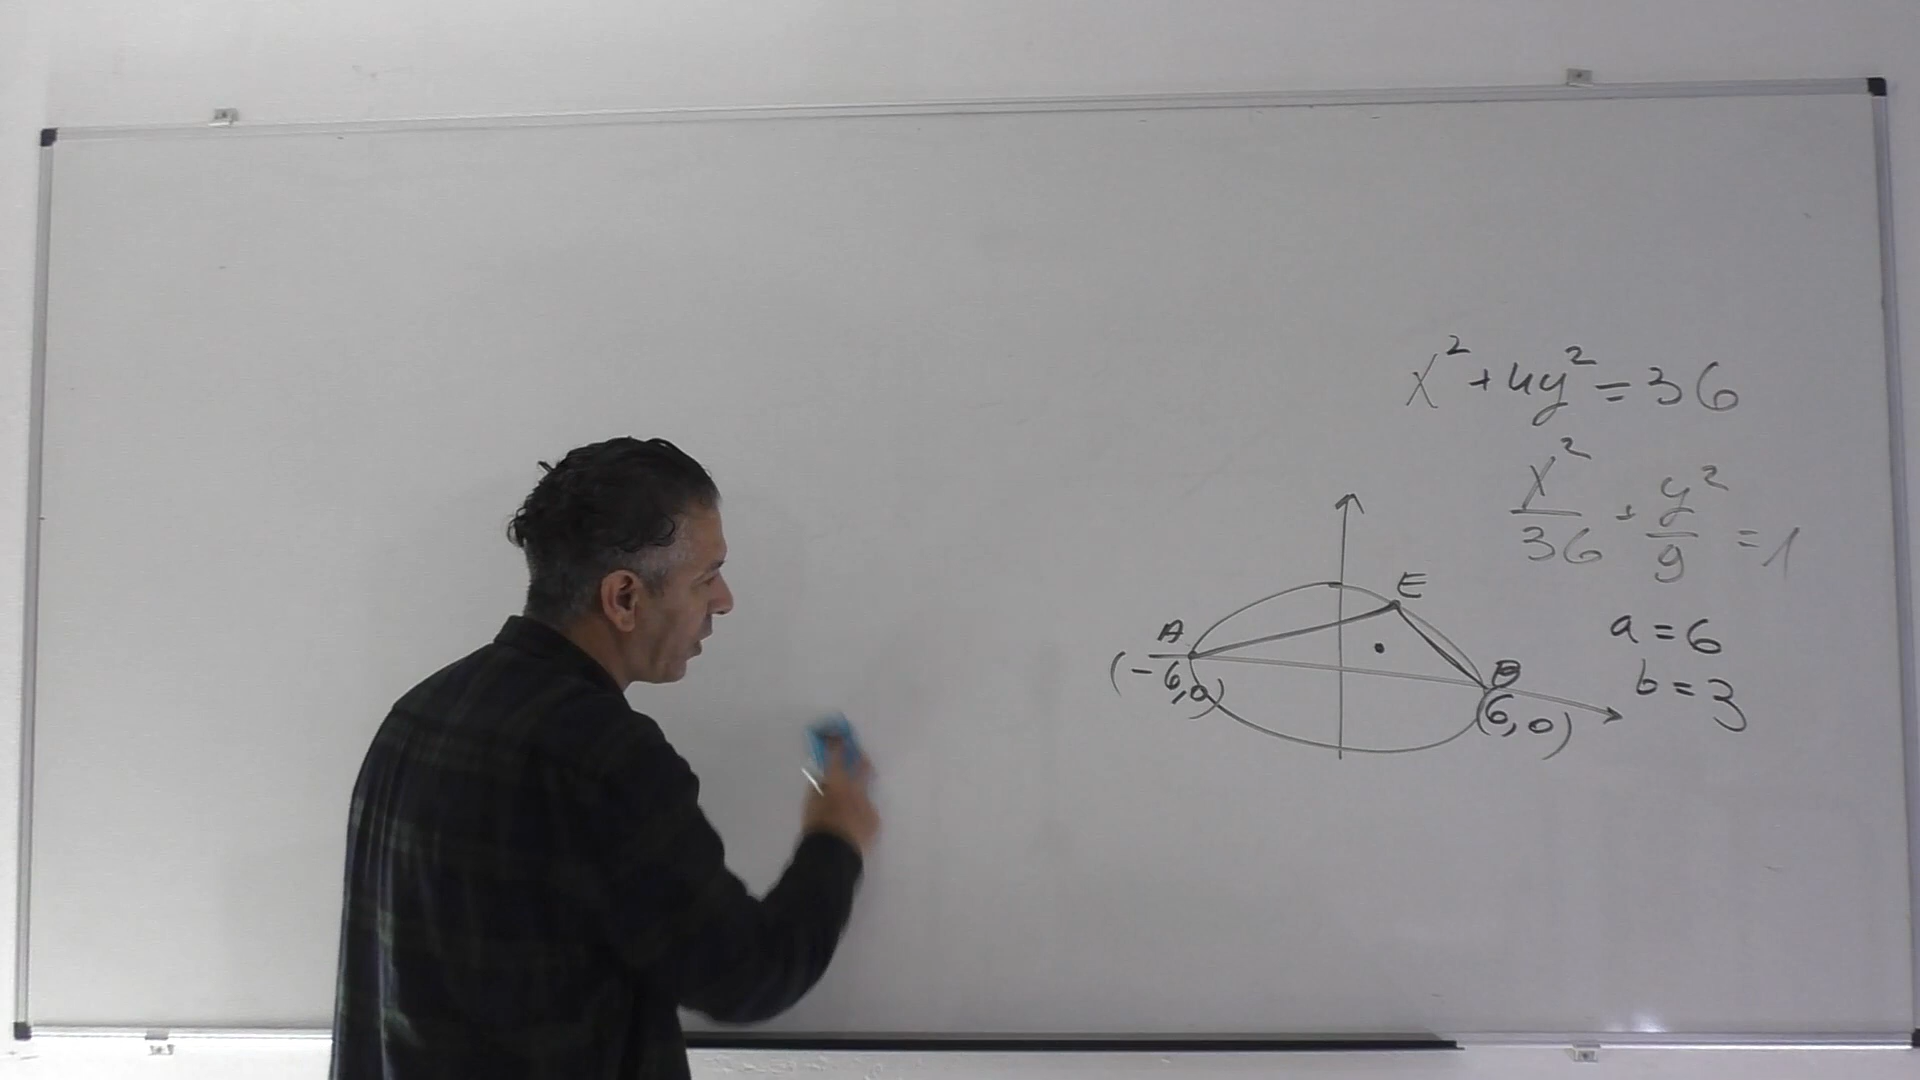 x² + 4y² = 36
x²/36 + y²/9 = 1
E
a = 6
A
(-6,0)
B
b = 3
(6,0)